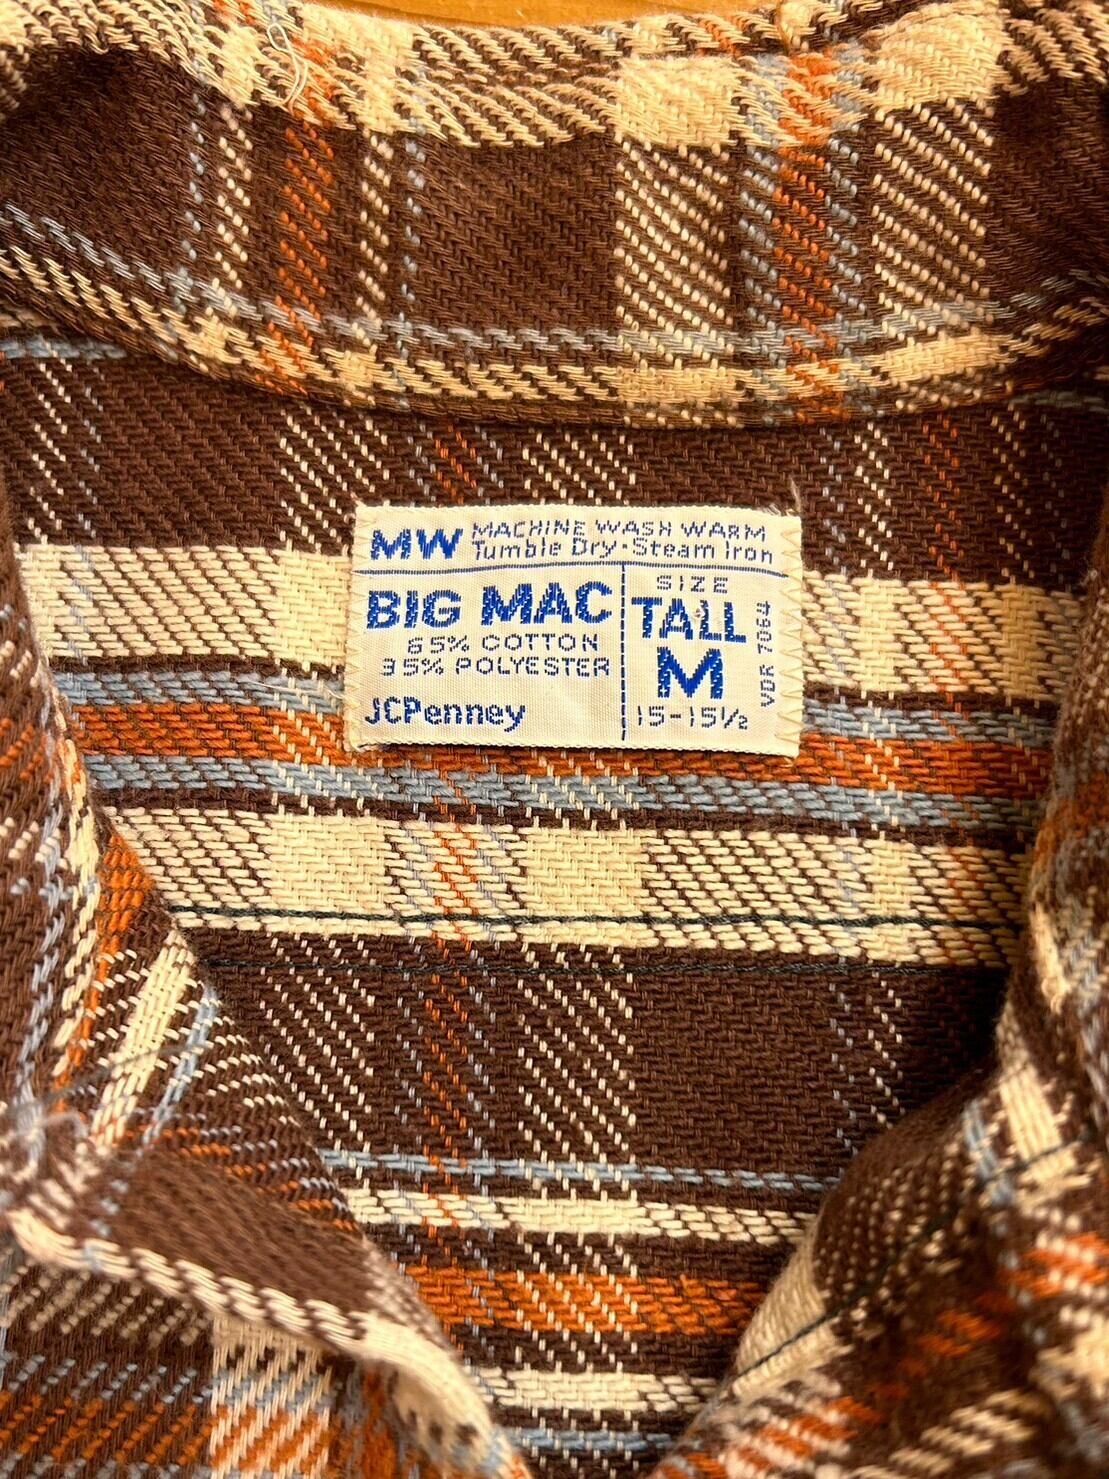 MW MACHINE WASH WARM
Tumble Dry·Steam Iron
BIG MAC
65% COTTON
35% POLYESTER
JCPenney
SIZE
TALL
M
15-15½
VDR 7064